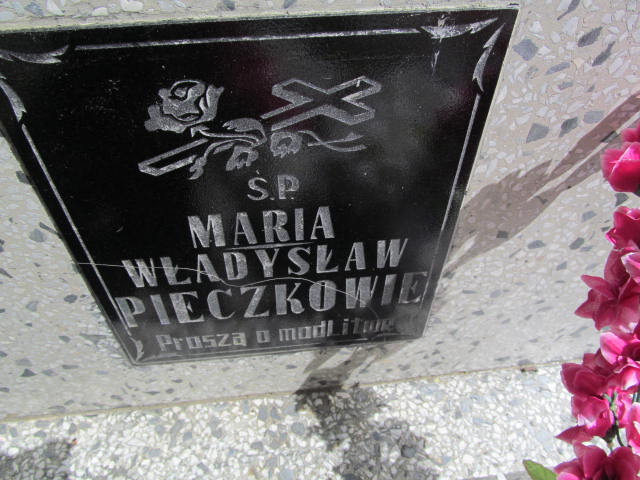 S.P.
MARIA
WŁADYSŁAW
PIECZKOWIE
Proszą o modlitwę